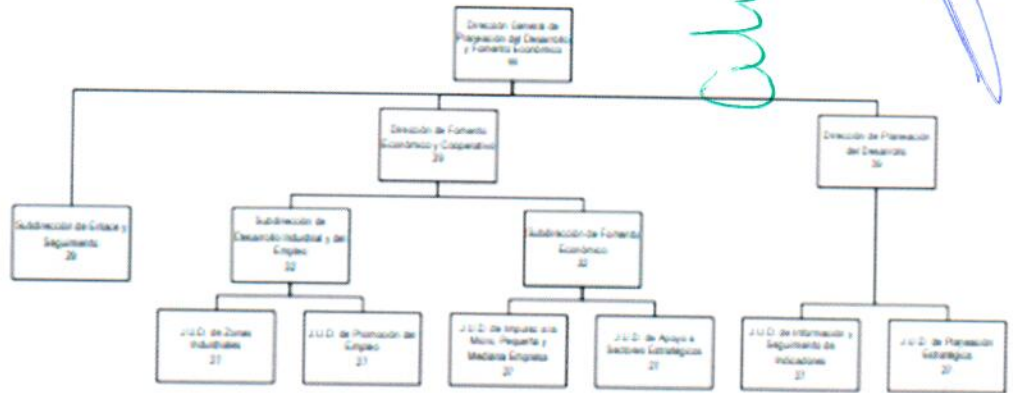 Dirección General de
Planeación del Desarrollo
y Fomento Económico
Dirección de Fomento
Económico y Cooperativo
39
Dirección de Planeación
del Desarrollo
39
Subdirección de Enlace y
Seguimiento
Subdirección de
Desarrollo Industrial y del
Empleo
32
Subdirección de Fomento
Económico
32
J.U.D. de Zonas
Industriales
27
J.U.D. de Promoción del
Empleo
27
J.U.D. de Impulso a la
Micro, Pequeña y
Mediana Empresa
27
J.U.D. de Apoyo a
Sectores Estratégicos
27
J.U.D. de Información y
Seguimiento de
Indicadores
27
J.U.D. de Planeación
Estratégica
27